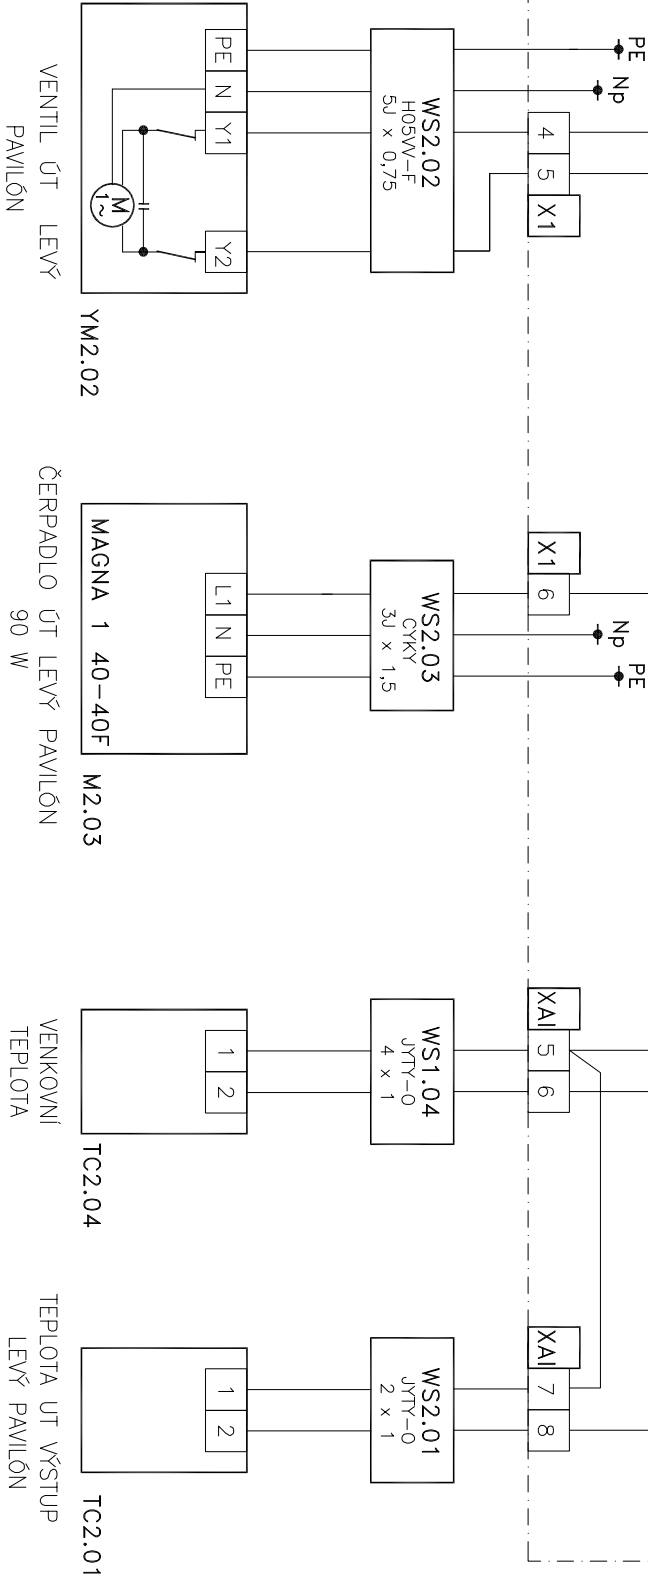 PE
Np
4
5
X1
WS2.02
H05VV-F
5J x 0,75
PE
N
Y1
Y2
M
1~
YM2.02
VENTIL ÚT LEVÝ
PAVILÓN
X1
6
Np
PE
WS2.03
CYKY
3J x 1,5
L1
N
PE
MAGNA 1 40-40F
M2.03
ČERPADLO ÚT LEVÝ PAVILÓN
90 W
XAI
5
6
WS1.04
JYTY-O
4 x 1
1
2
TC2.04
VENKOVNÍ
TEPLOTA
XAI
7
8
WS2.01
JYTY-O
2 x 1
1
2
TC2.01
TEPLOTA UT VÝSTUP
LEVÝ PAVILÓN